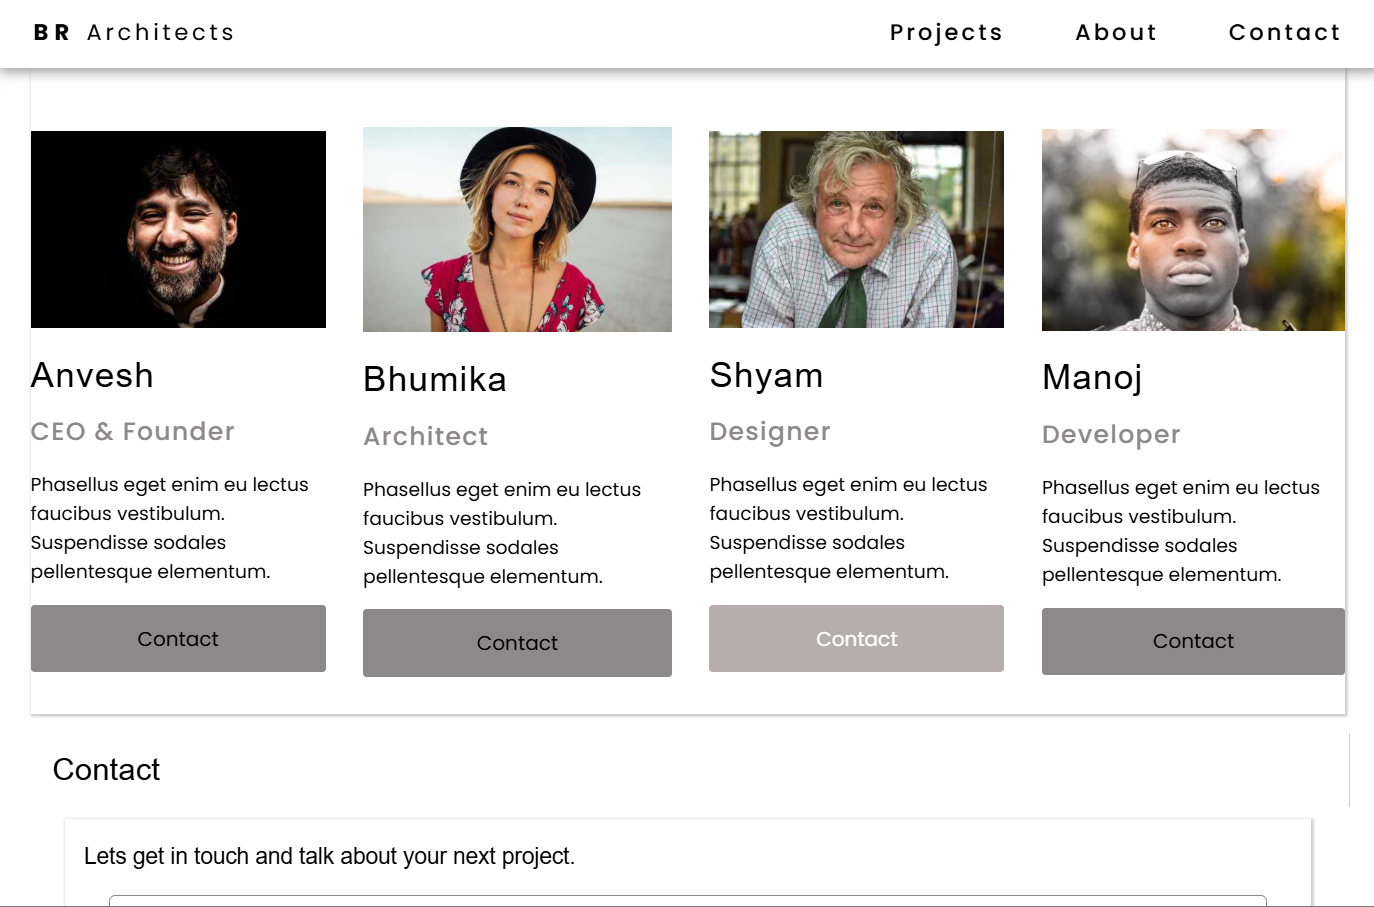 BR Architects
Projects About Contact
Anvesh
CEO & Founder
Phasellus eget enim eu lectus
faucibus vestibulum.
Suspendisse sodales
pellentesque elementum.
Contact
Bhumika
Architect
Phasellus eget enim eu lectus
faucibus vestibulum.
Suspendisse sodales
pellentesque elementum.
Contact
Shyam
Designer
Phasellus eget enim eu lectus
faucibus vestibulum.
Suspendisse sodales
pellentesque elementum.
Contact
Manoj
Developer
Phasellus eget enim eu lectus
faucibus vestibulum.
Suspendisse sodales
pellentesque elementum.
Contact
Contact
Lets get in touch and talk about your next project.